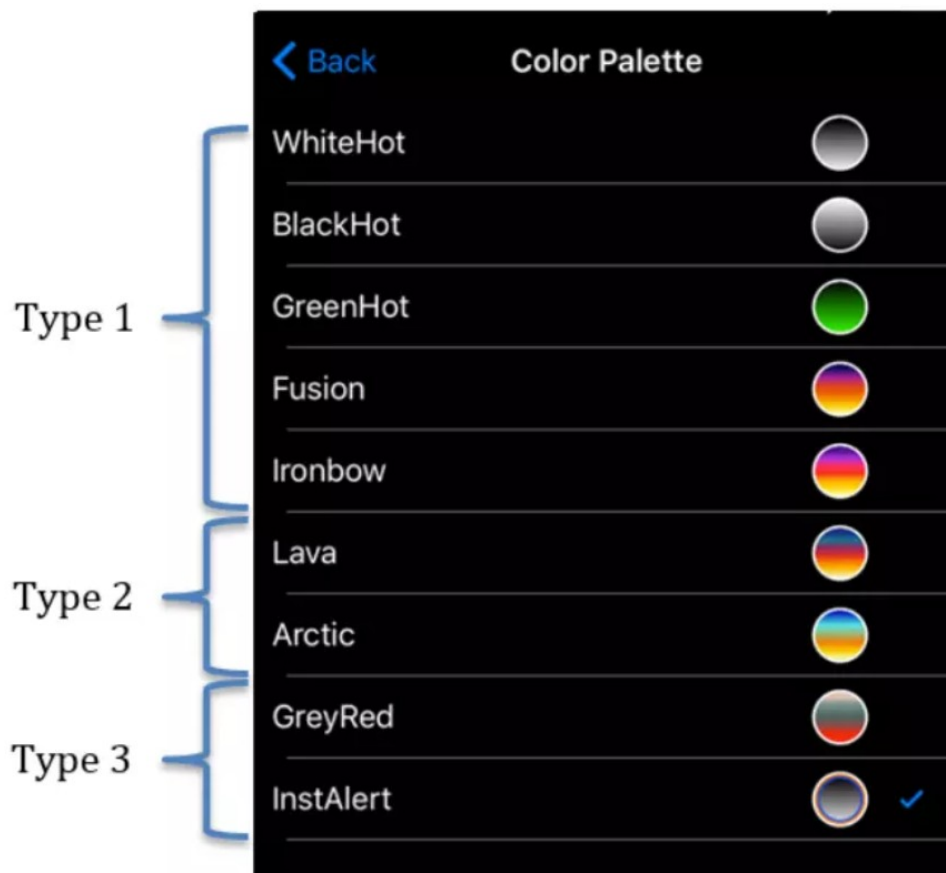 Back
Color Palette
WhiteHot
BlackHot
Type 1
GreenHot
Fusion
Ironbow
Lava
Type 2
Arctic
GreyRed
Type 3
InstAlert